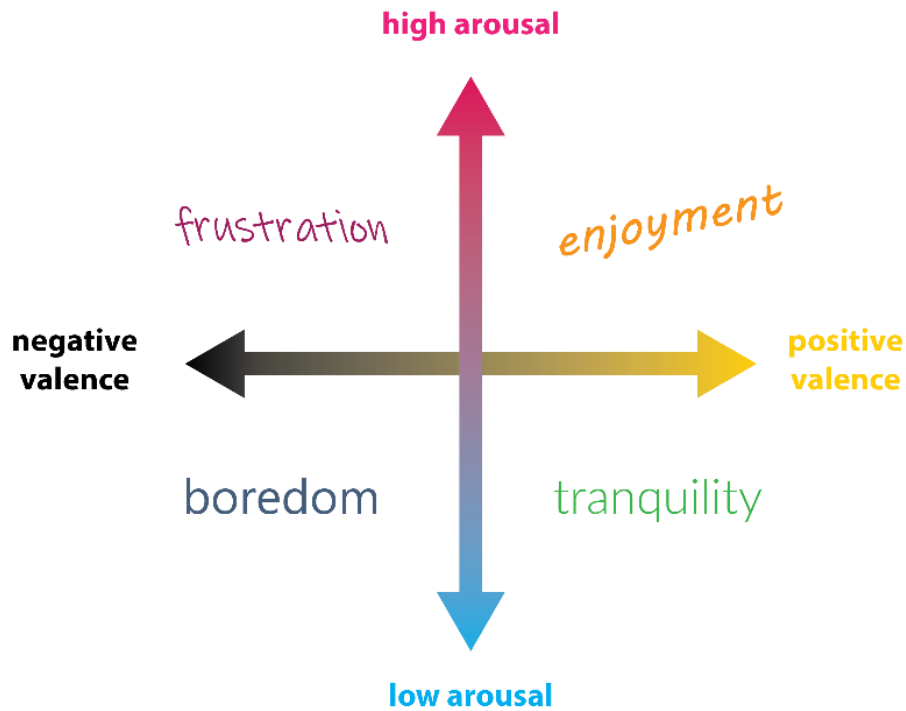 high arousal
frustration
enjoyment
negative
valence
positive
valence
boredom
tranquility
low arousal